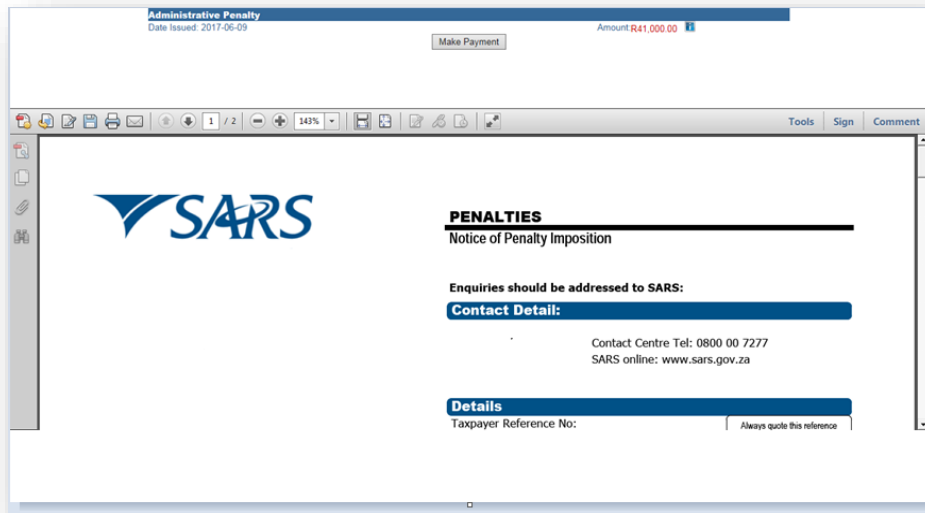 Administrative Penalty
Date Issued: 2017-06-09 Amount:R41,000.00
Make Payment
1 / 2 143% Tools Sign Comment
SARS
PENALTIES
Notice of Penalty Imposition
Enquiries should be addressed to SARS:
Contact Detail:
Contact Centre Tel: 0800 00 7277
SARS online: www.sars.gov.za
Details
Taxpayer Reference No: Always quote this reference